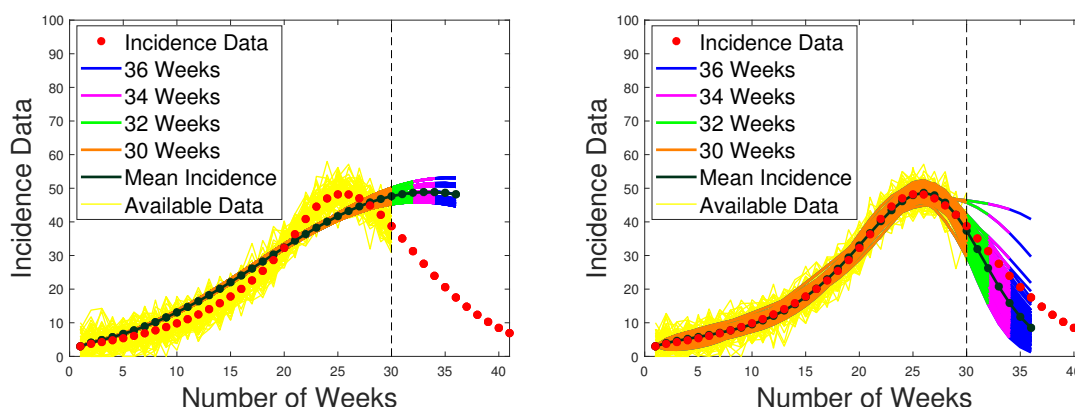 100
90
80
70
60
50
40
30
20
10
0
Incidence Data
Incidence Data
36 Weeks
34 Weeks
32 Weeks
30 Weeks
Mean Incidence
Available Data
0 5 10 15 20 25 30 35 40
Number of Weeks
100
90
80
70
60
50
40
30
20
10
0
Incidence Data
Incidence Data
36 Weeks
34 Weeks
32 Weeks
30 Weeks
Mean Incidence
Available Data
0 5 10 15 20 25 30 35 40
Number of Weeks